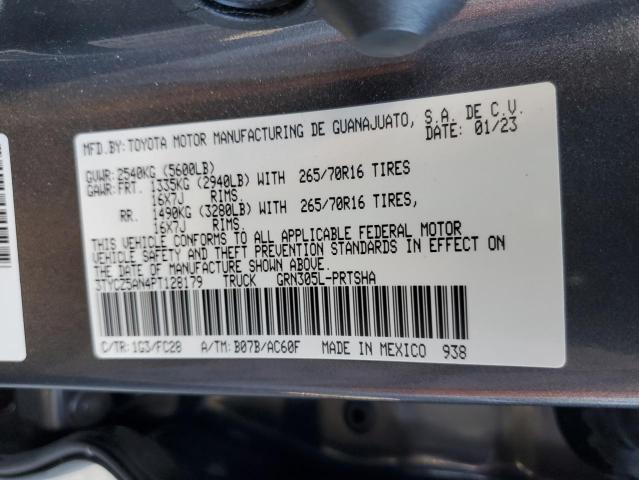 MFD.BY:TOYOTA MOTOR MANUFACTURING DE GUANAJUATO, S.A. DE C.V.
DATE: 01/23
GVWR:2540KG (5600LB)
GAWR:FRT. 1335KG (2940LB) WITH 265/70R16 TIRES
16X7J RIMS.
RR. 1490KG (3280LB) WITH 265/70R16 TIRES,
16X7J RIMS.
THIS VEHICLE CONFORMS TO ALL APPLICABLE FEDERAL MOTOR
VEHICLE SAFETY AND THEFT PREVENTION STANDARDS IN EFFECT ON
THE DATE OF MANUFACTURE SHOWN ABOVE.
3TYCZ5AN4PT128179 TRUCK GRN305L-PRTSHA
C/TR:1G3/FC28 A/TM:B07B/AC60F MADE IN MEXICO 938